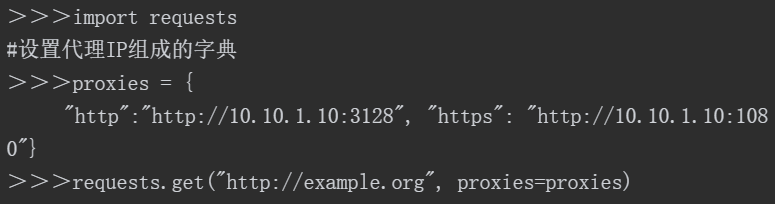 >>>import requests
#设置代理IP组成的字典
>>>proxies = {
"http":"http://10.10.1.10:3128", "https": "http://10.10.1.10:108
0"}
>>>requests.get("http://example.org", proxies=proxies)